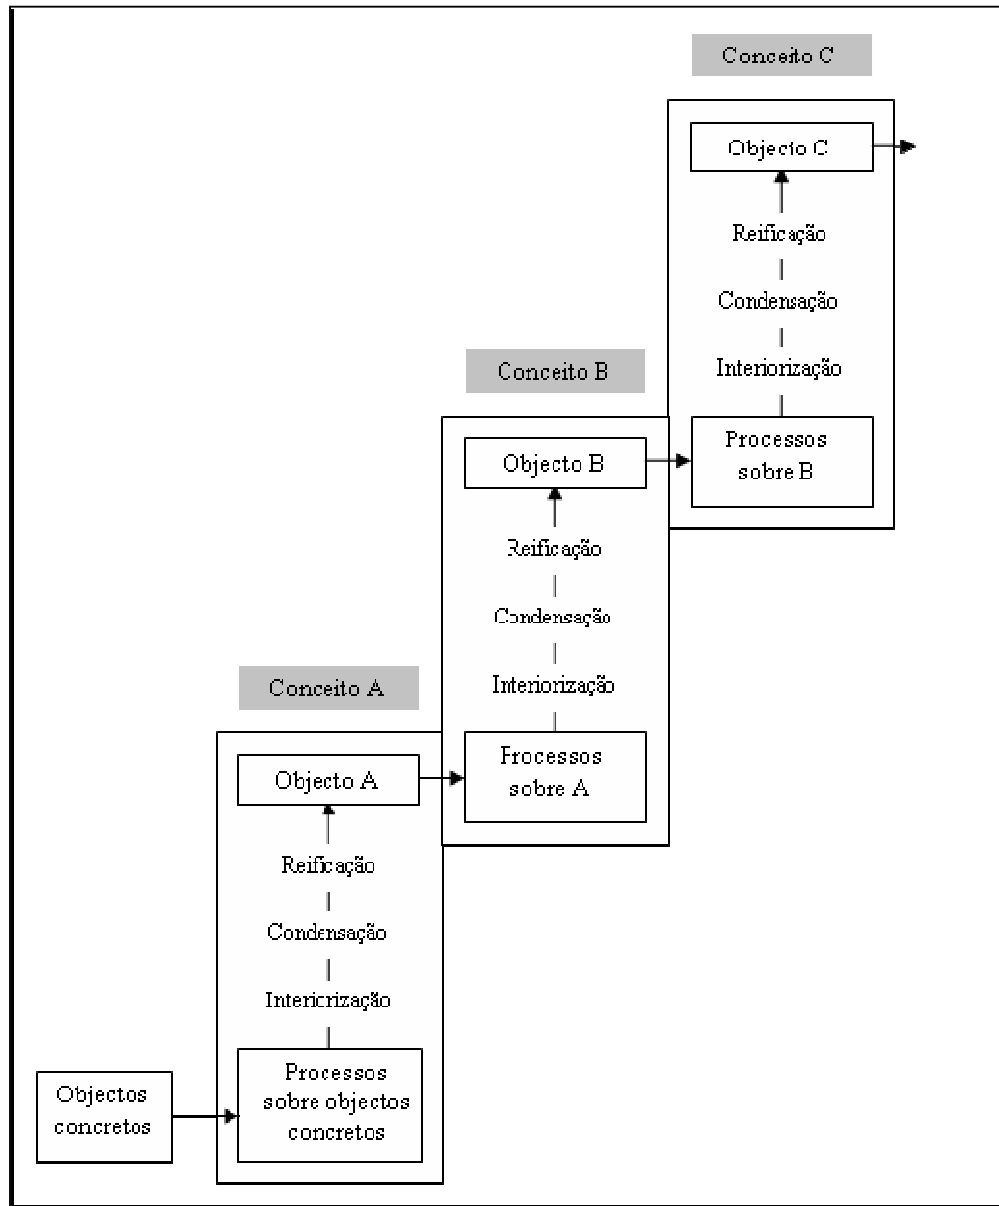 Conceito C
Objecto C
Reificação
Condensação
Interiorização
Processos
sobre B
Conceito B
Objecto B
Reificação
Condensação
Interiorização
Processos
sobre A
Conceito A
Objecto A
Reificação
Condensação
Interiorização
Processos
sobre objectos
concretos
Objectos
concretos